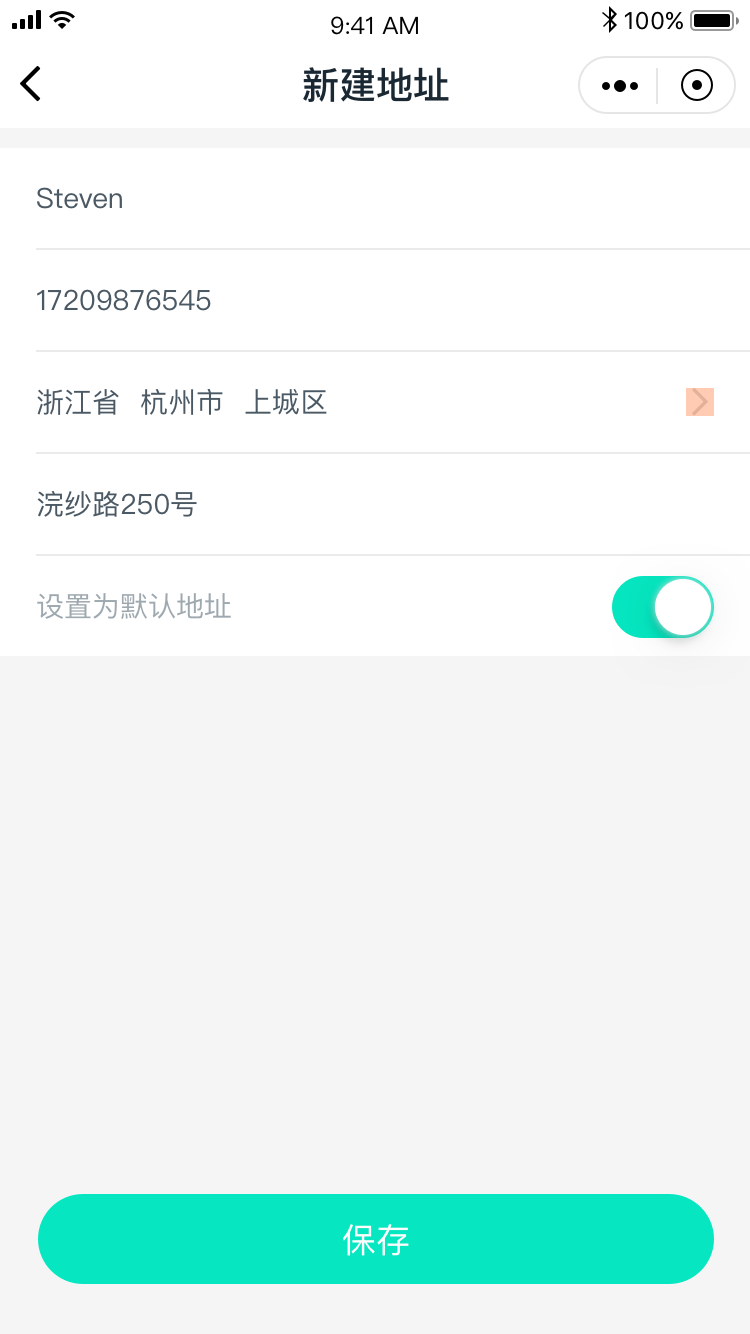 9:41 AM 100%
新建地址
Steven
17209876545
浙江省 杭州市 上城区
浣纱路250号
设置为默认地址
保存